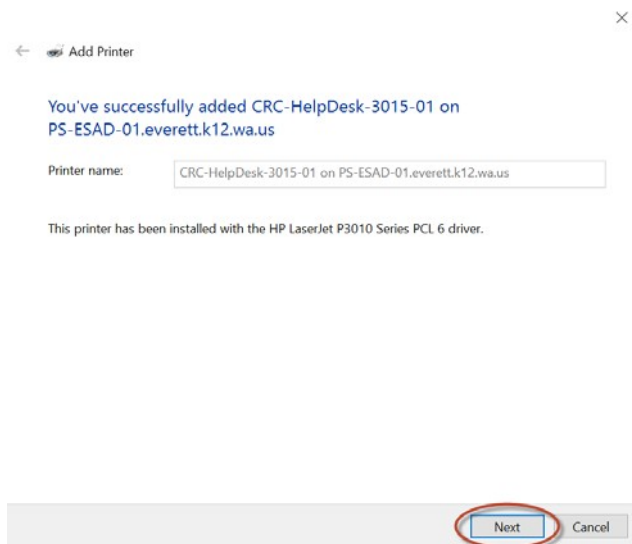 Add Printer
You've successfully added CRC-HelpDesk-3015-01 on
PS-ESAD-01.everett.k12.wa.us
Printer name:
CRC-HelpDesk-3015-01 on PS-ESAD-01.everett.k12.wa.us
This printer has been installed with the HP LaserJet P3010 Series PCL 6 driver.
Next
Cancel